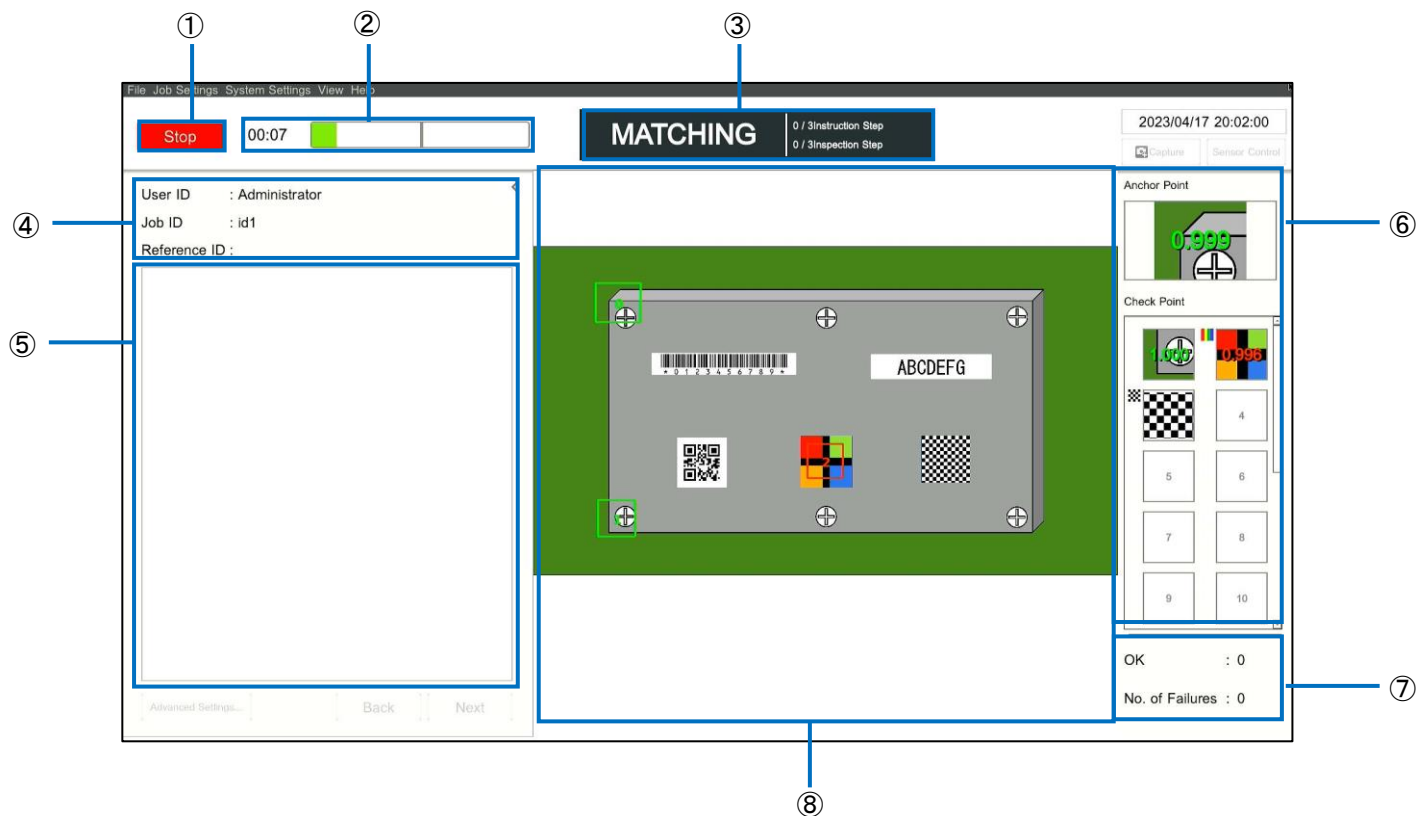 ① ② ③
File Job Settings System Settings View Help
Stop
00:07
MATCHING
0 / 3Instruction Step
0 / 3Inspection Step
2023/04/17 20:02:00
Capture
Sensor Control
User ID : Administrator
Job ID : id1
Reference ID :
④
⑤
Advanced Settings...
Back
Next
0
* 0 1 2 3 4 5 6 7 8 9 *
ABCDEFG
2
1
Anchor Point
0.999
Check Point
1.000
0.996
4
5
6
7
8
9
10
⑥
OK : 0
No. of Failures : 0
⑦
⑧